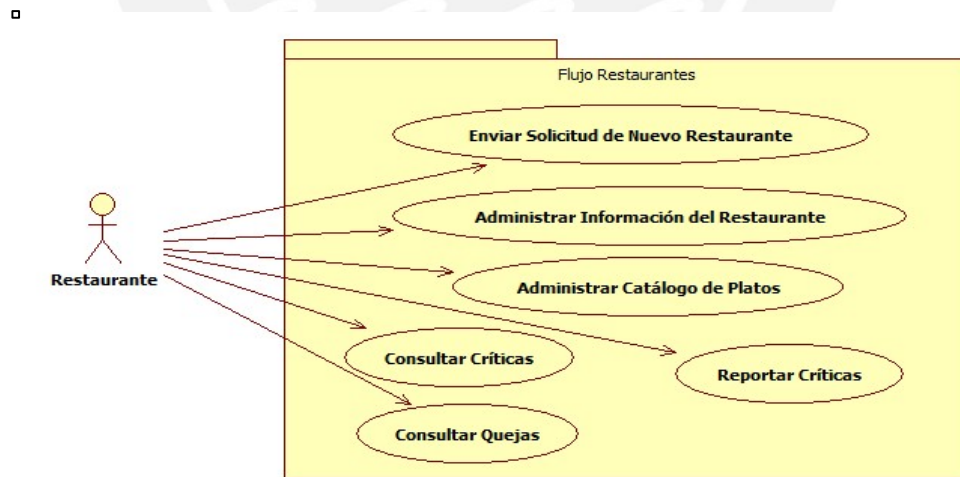 Flujo Restaurantes
Enviar Solicitud de Nuevo Restaurante
Administrar Información del Restaurante
Restaurante
Administrar Catálogo de Platos
Consultar Críticas
Reportar Críticas
Consultar Quejas